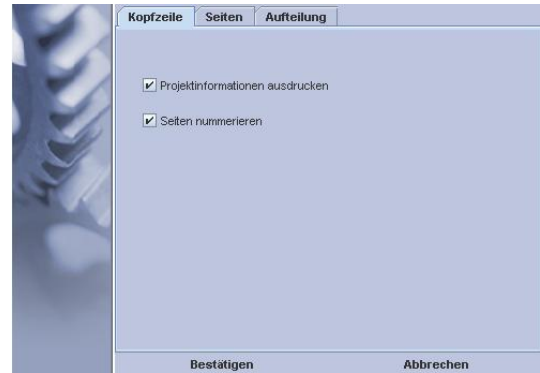 Kopfzeile Seiten Aufteilung
Projektinformationen ausdrucken
Seiten nummerieren
Bestätigen Abbrechen